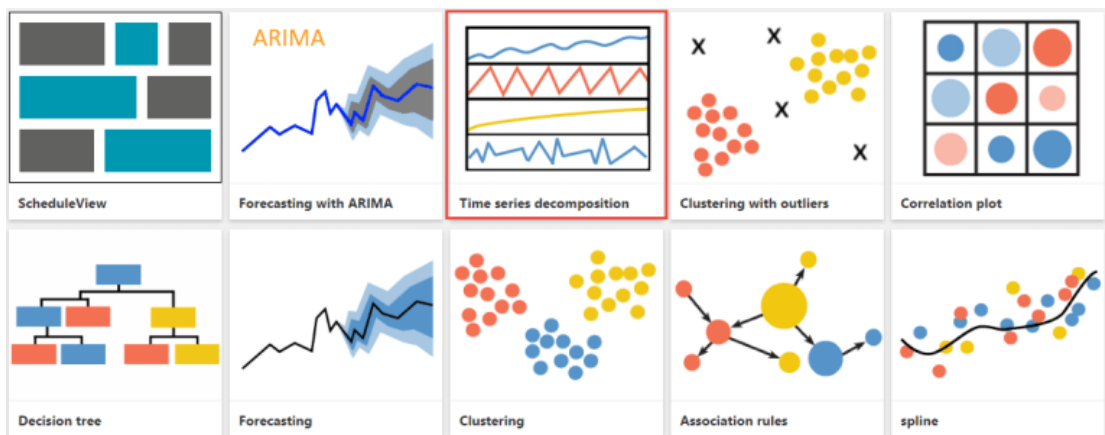 ARIMA
X
X
X
X
ScheduleView
Forecasting with ARIMA
Time series decomposition
Clustering with outliers
Correlation plot
Decision tree
Forecasting
Clustering
Association rules
spline